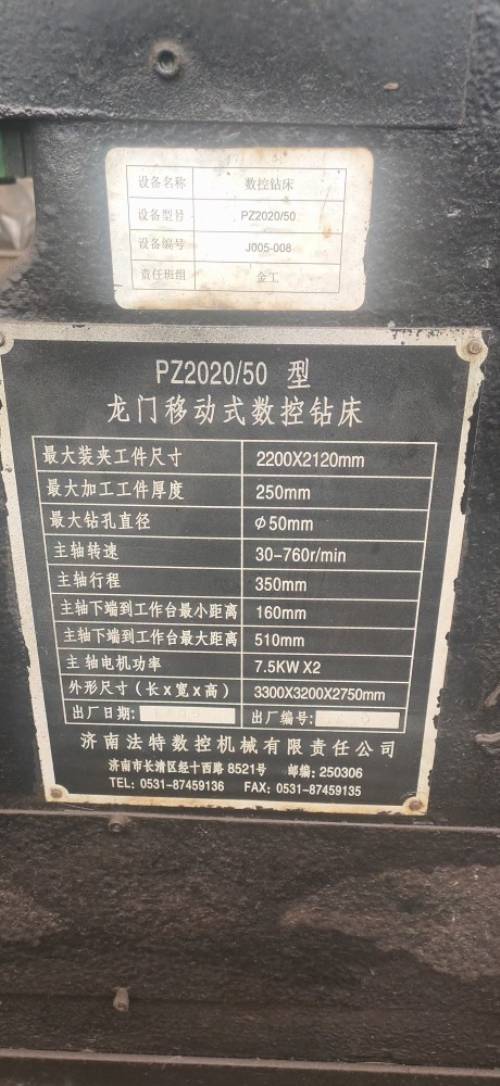 设备名称 数控钻床
设备型号 PZ2020/50
设备编号 J005-008
责任班组 金工
PZ2020/50 型
龙门移动式数控钻床
最大装夹工件尺寸 2200X2120mm
最大加工工件厚度 250mm
最大钻孔直径 φ50mm
主轴转速 30-760r/min
主轴行程 350mm
主轴下端到工作台最小距离 160mm
主轴下端到工作台最大距离 510mm
主轴电机功率 7.5KW X2
外形尺寸(长x宽x高) 3300X3200X2750mm
出厂日期: 出厂编号:
济南法特数控机械有限责任公司
济南市长清区经十西路8521号 邮编:250306
TEL: 0531-87459136 FAX: 0531-87459135